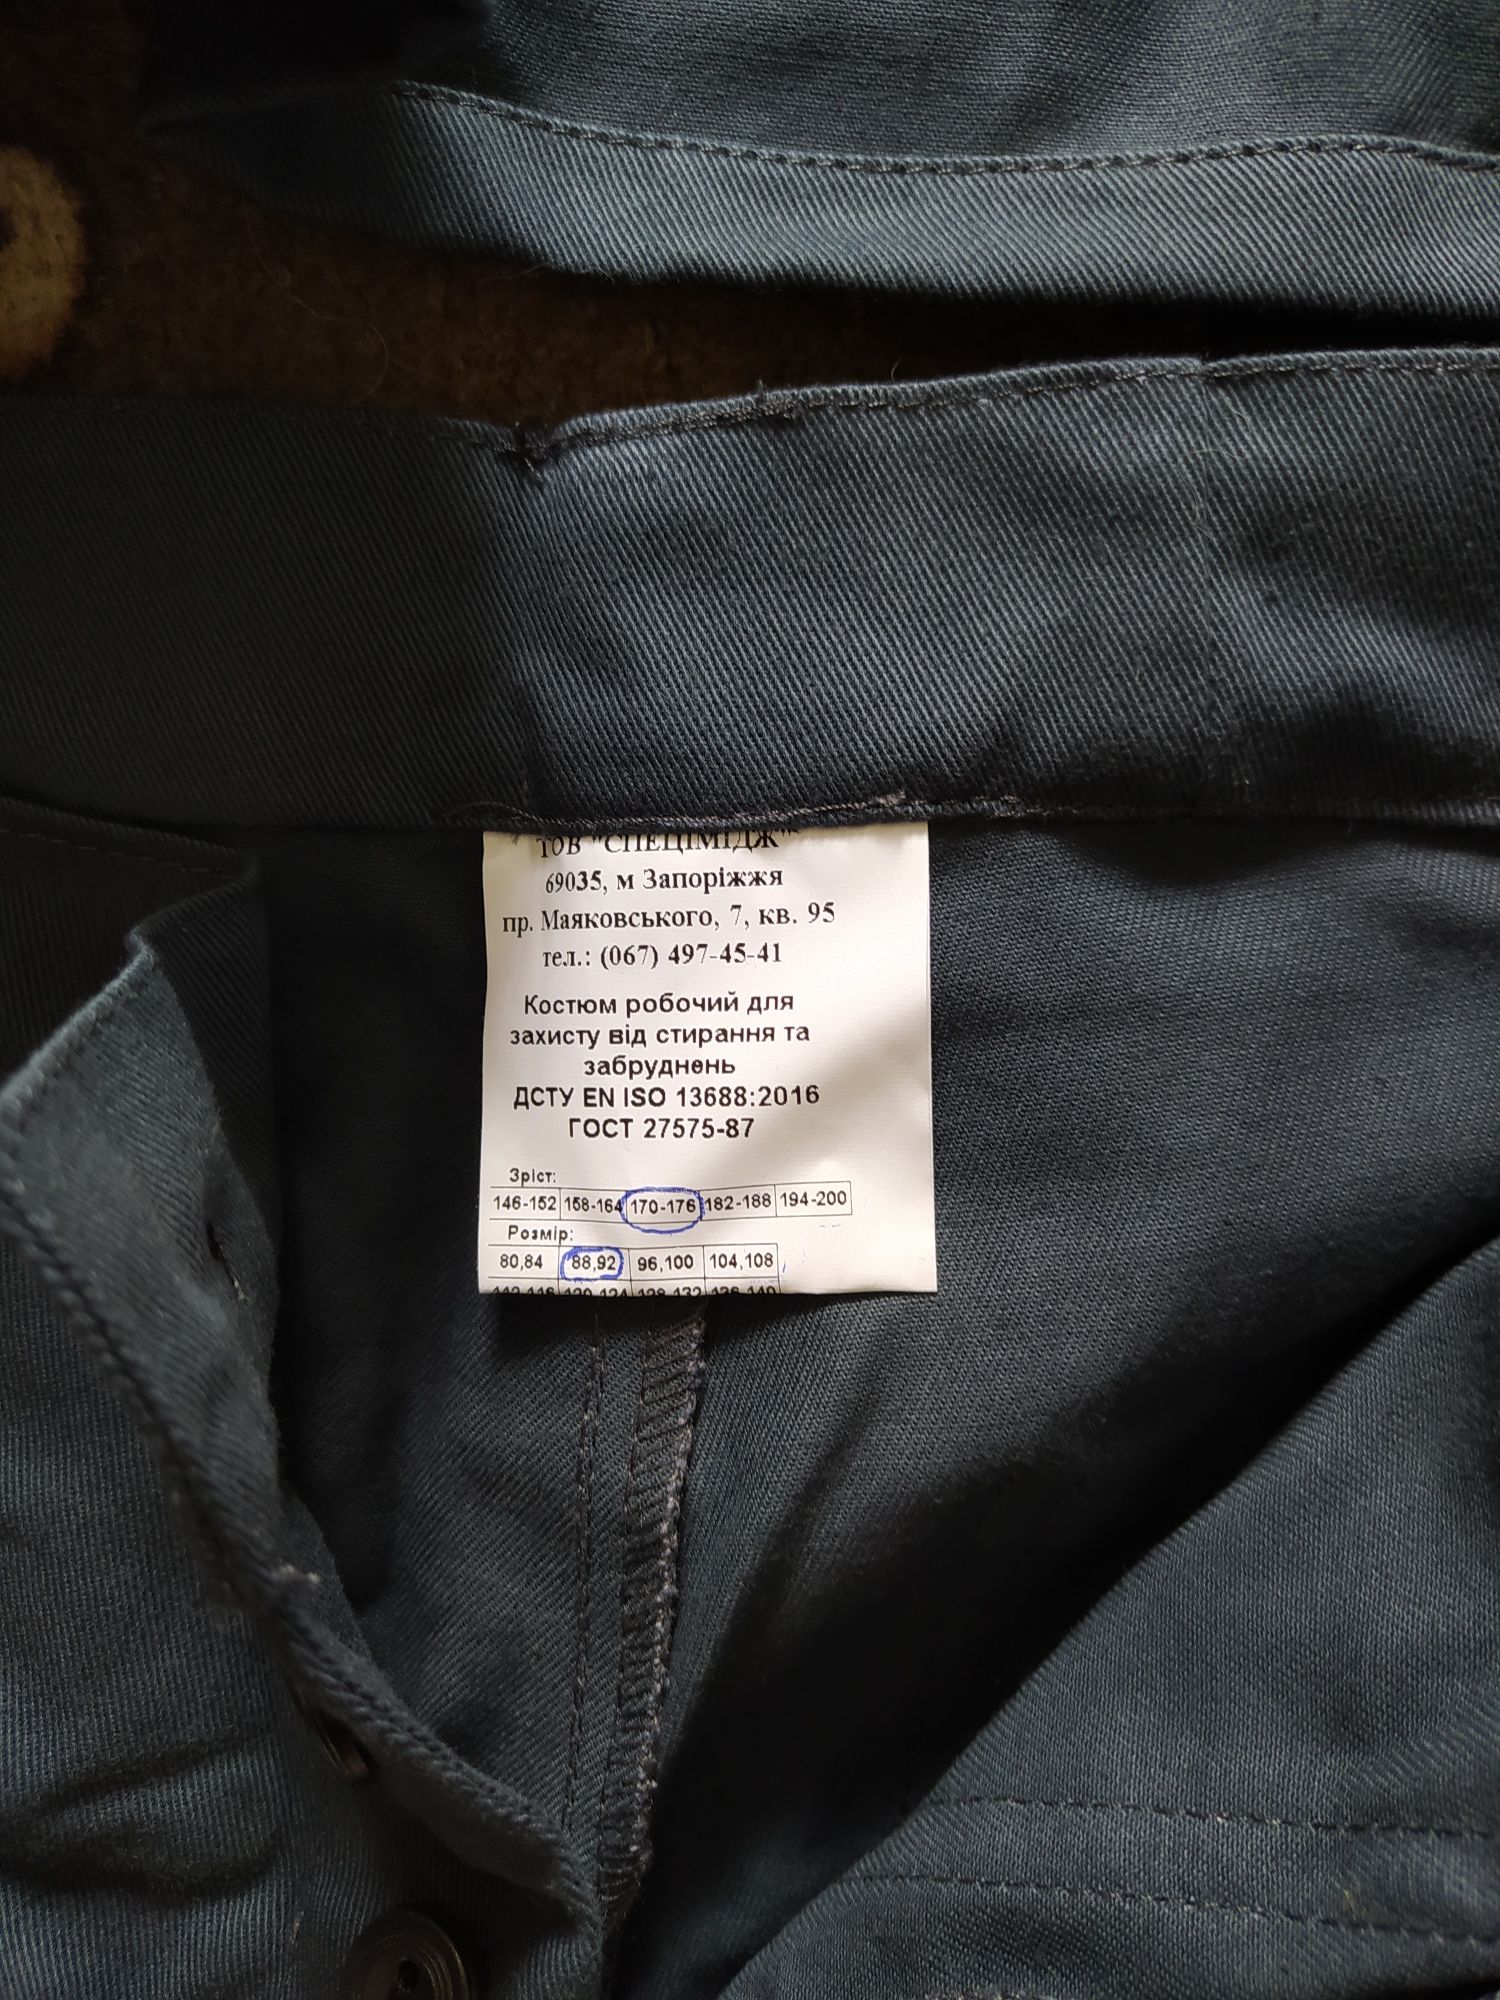 ТОВ "СПЕЦІМІДЖ"
69035, м Запоріжжя
пр. Маяковського, 7, кв. 95
тел.: (067) 497-45-41
Костюм робочий для
захисту від стирання та
забруднень
ДСТУ EN ISO 13688:2016
ГОСТ 27575-87
Зріст:
146-152 158-164 170-176 182-188 194-200
Розмір:
80,84 88,92 96,100 104,108